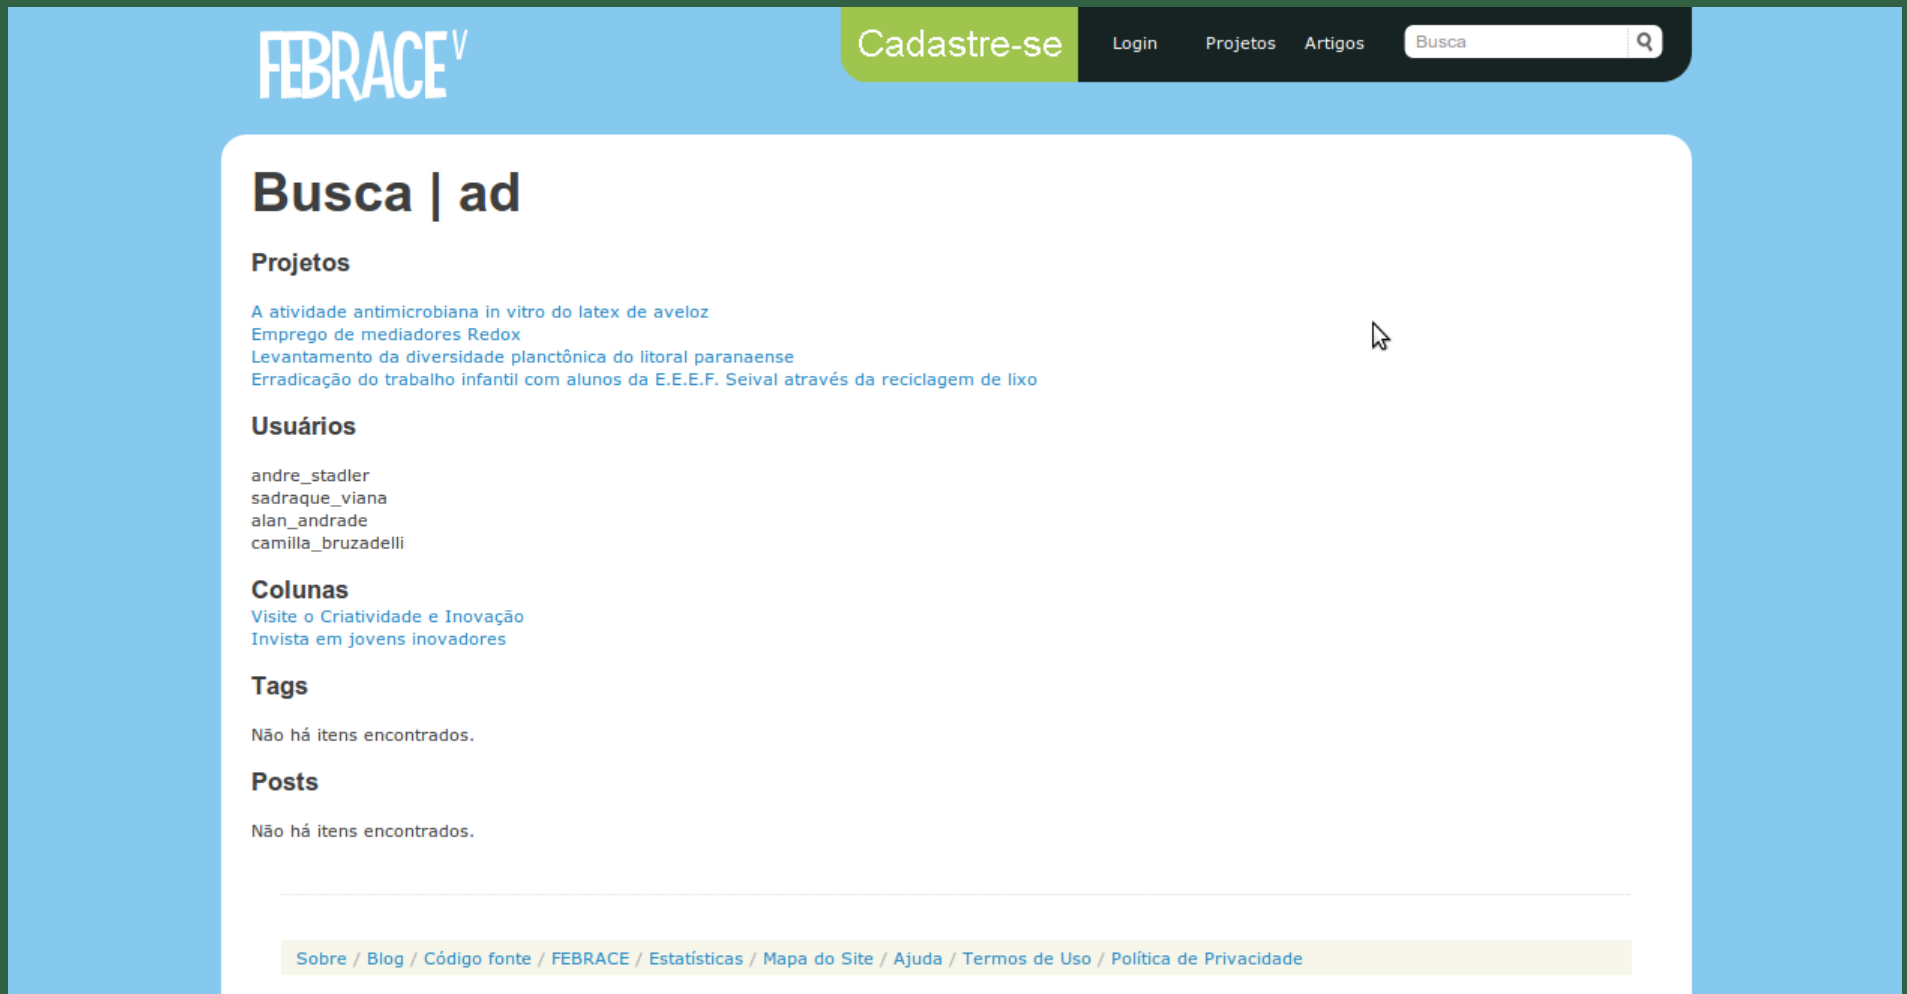 FEBRACE V
Cadastre-se
Login
Projetos
Artigos
Busca
Busca | ad
Projetos
A atividade antimicrobiana in vitro do latex de aveloz
Emprego de mediadores Redox
Levantamento da diversidade planctônica do litoral paranaense
Erradicação do trabalho infantil com alunos da E.E.E.F. Seival através da reciclagem de lixo
Usuários
andre_stadler
sadraque_viana
alan_andrade
camilla_bruzadelli
Colunas
Visite o Criatividade e Inovação
Invista em jovens inovadores
Tags
Não há itens encontrados.
Posts
Não há itens encontrados.
Sobre / Blog / Código fonte / FEBRACE / Estatísticas / Mapa do Site / Ajuda / Termos de Uso / Política de Privacidade